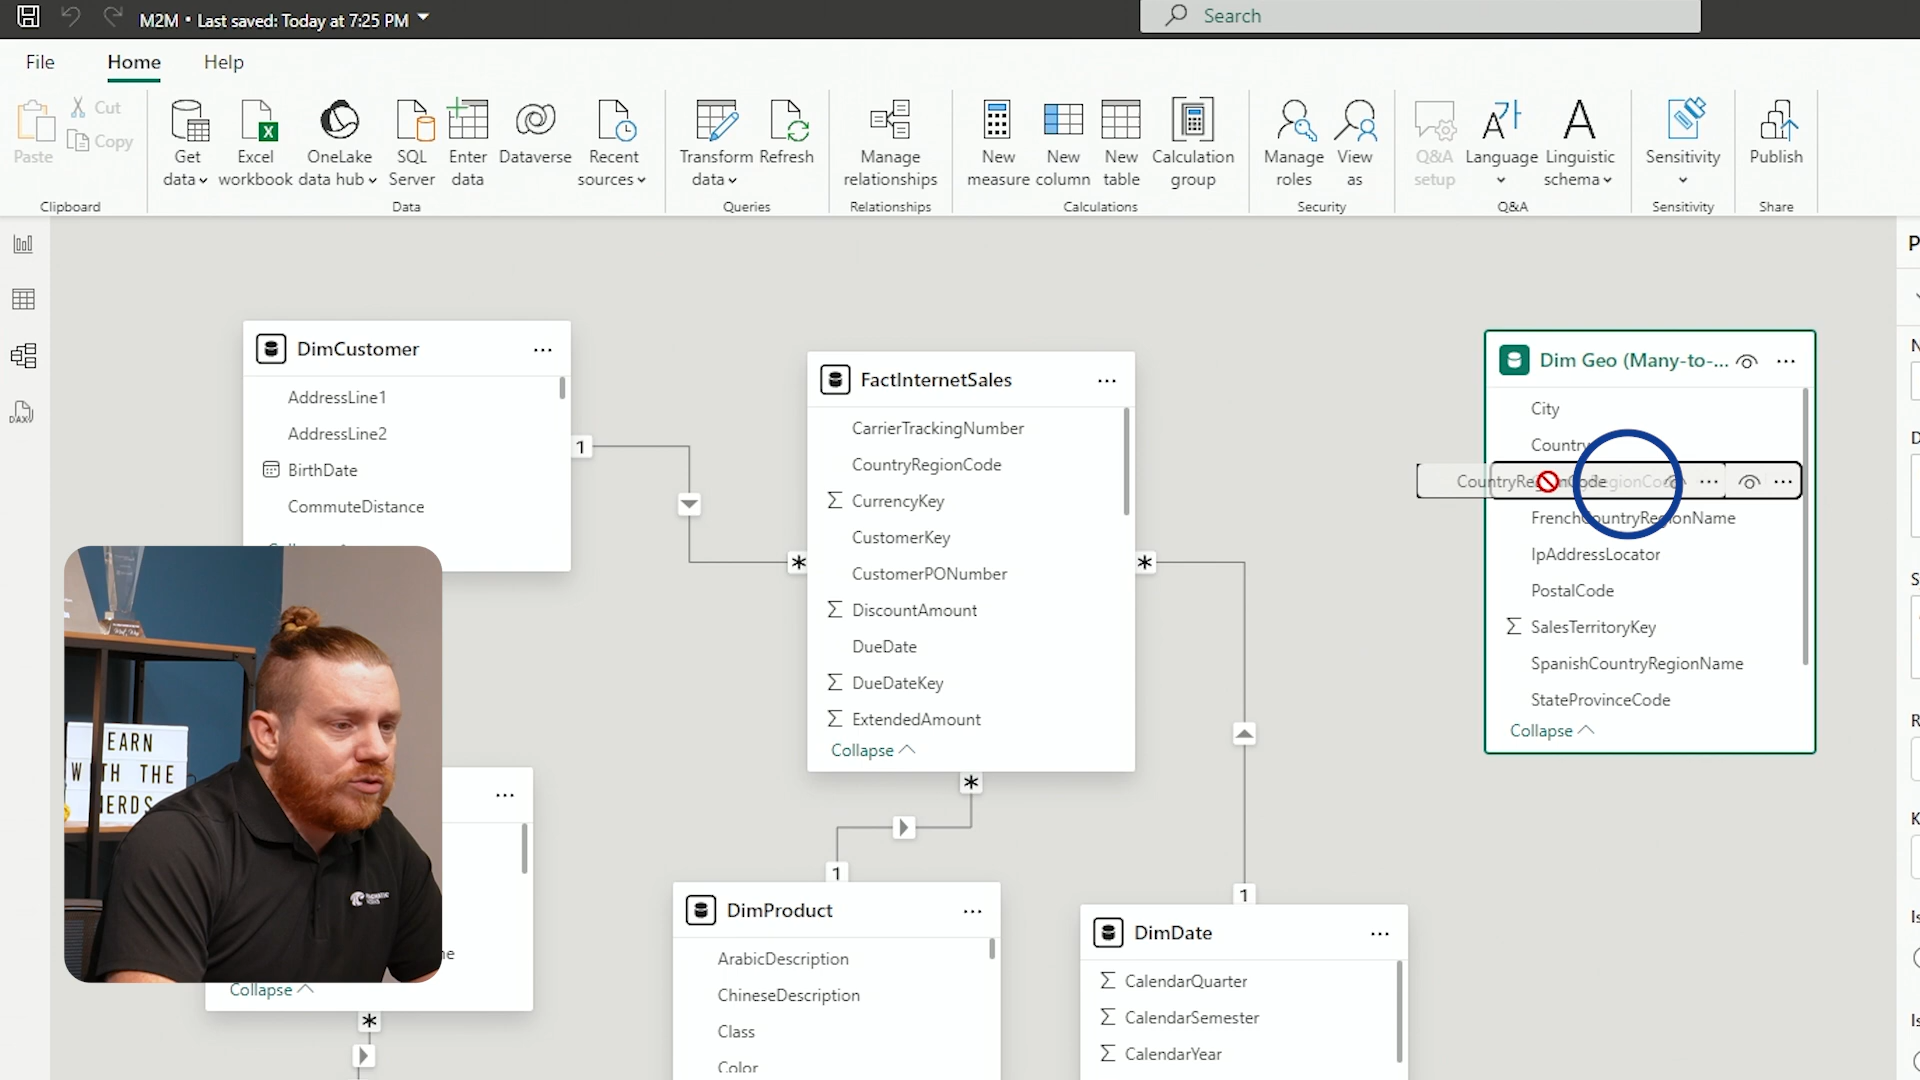 M2M • Last saved: Today at 7:25 PM
Search
File
Home
Help
Paste
Cut
Copy
Clipboard
Get data
Excel workbook
OneLake data hub
SQL Server
Enter data
Dataverse
Recent sources
Data
Transform data
Refresh
Queries
Manage relationships
Relationships
New measure
New column
New table
Calculation group
Calculations
Manage roles
View as
Security
Q&A setup
Language
Linguistic schema
Q&A
Sensitivity
Sensitivity
Publish
Share
DAX
DimCustomer
AddressLine1
AddressLine2
BirthDate
CommuteDistance
1
*
FactInternetSales
CarrierTrackingNumber
CountryRegionCode
CurrencyKey
CustomerKey
CustomerPONumber
DiscountAmount
DueDate
DueDateKey
ExtendedAmount
Collapse
*
*
1
1
Dim Geo (Many-to-...
City
Country
FrenchCountryRegionName
IpAddressLocator
PostalCode
SalesTerritoryKey
SpanishCountryRegionName
StateProvinceCode
Collapse
EARN
WITH THE
NERDS
Collapse
*
DimProduct
ArabicDescription
ChineseDescription
Class
Color
DimDate
CalendarQuarter
CalendarSemester
CalendarYear